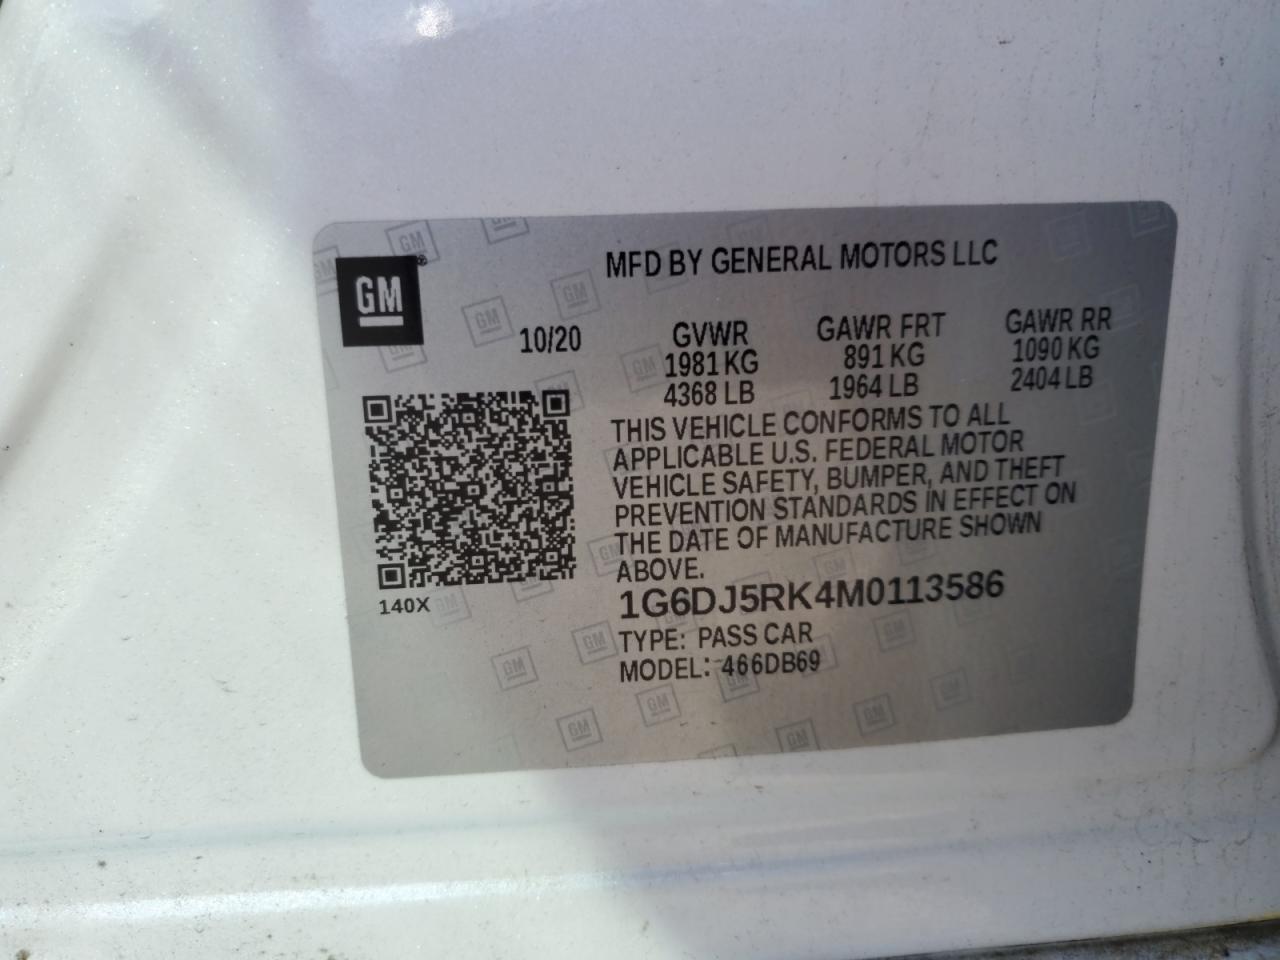 MFD BY GENERAL MOTORS LLC
GM®
10/20
GVWR GAWR FRT GAWR RR
1981 KG 891 KG 1090 KG
4368 LB 1964 LB 2404 LB
THIS VEHICLE CONFORMS TO ALL
APPLICABLE U.S. FEDERAL MOTOR
VEHICLE SAFETY, BUMPER, AND THEFT
PREVENTION STANDARDS IN EFFECT ON
THE DATE OF MANUFACTURE SHOWN
ABOVE.
140X
1G6DJ5RK4M0113586
TYPE: PASS CAR
MODEL: 466DB69